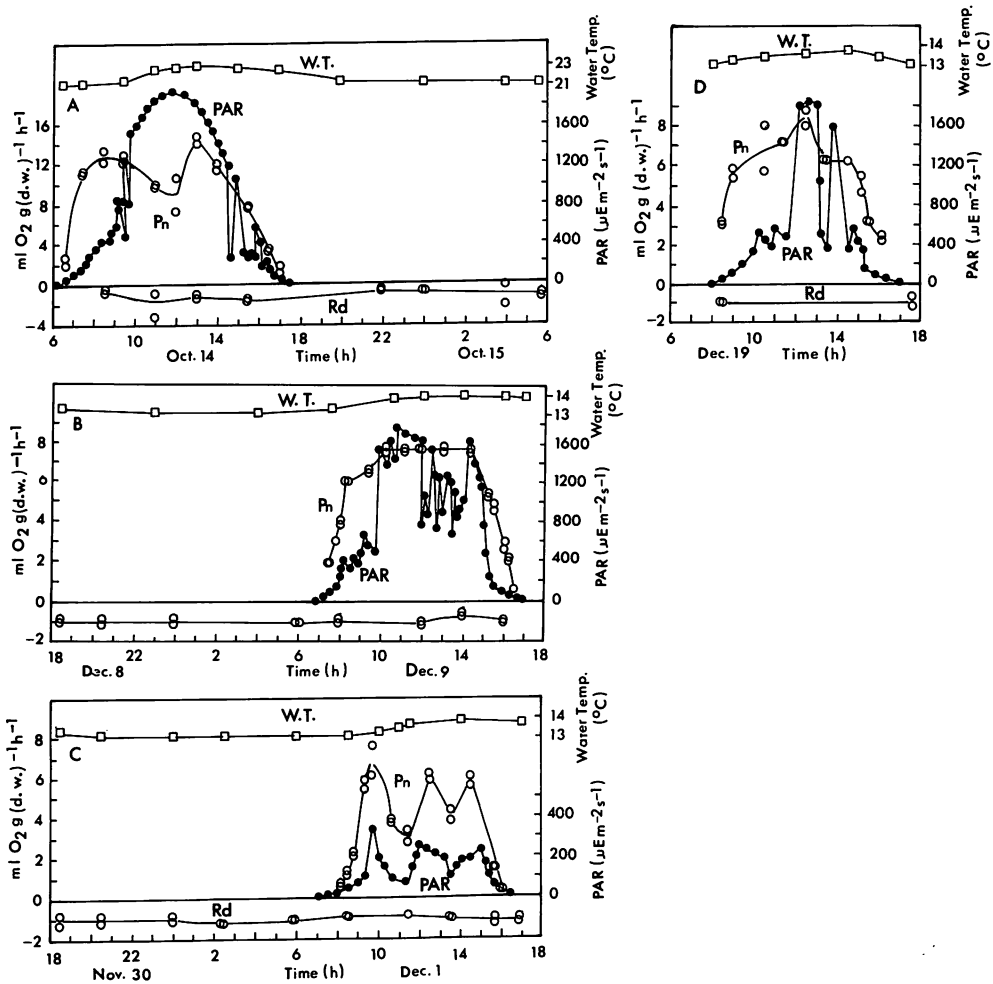 A
W.T.
PAR
Pn
Rd
ml O2 g (d.w.)-1 h-1
16
12
8
4
0
-4
Water Temp. (°C)
23
21
PAR (µE m-2 s-1)
1600
1200
800
400
0
6
10
14
18
22
2
6
Oct. 14
Time (h)
Oct. 15
D
W.T.
Pn
PAR
Rd
ml O2 g (d.w.)-1 h-1
8
6
4
2
0
-2
Water Temp. (°C)
14
13
PAR (µE m-2 s-1)
1600
1200
800
400
0
6
10
14
18
Dec. 19
Time (h)
B
W.T.
Pn
PAR
ml O2 g(d.w.)-1h-1
8
6
4
2
0
-2
Water Temp. (°C)
14
13
PAR (µE m-2 s-1)
1600
1200
800
400
0
18
22
2
6
10
14
18
Dec. 8
Time (h)
Dec. 9
C
W.T.
Pn
PAR
Rd
ml O2 g (d.w.)-1 h-1
8
6
4
2
0
-2
Water Temp. (°C)
14
13
PAR (µE m-2 s-1)
400
200
0
18
22
2
6
10
14
18
Nov. 30
Time (h)
Dec. 1